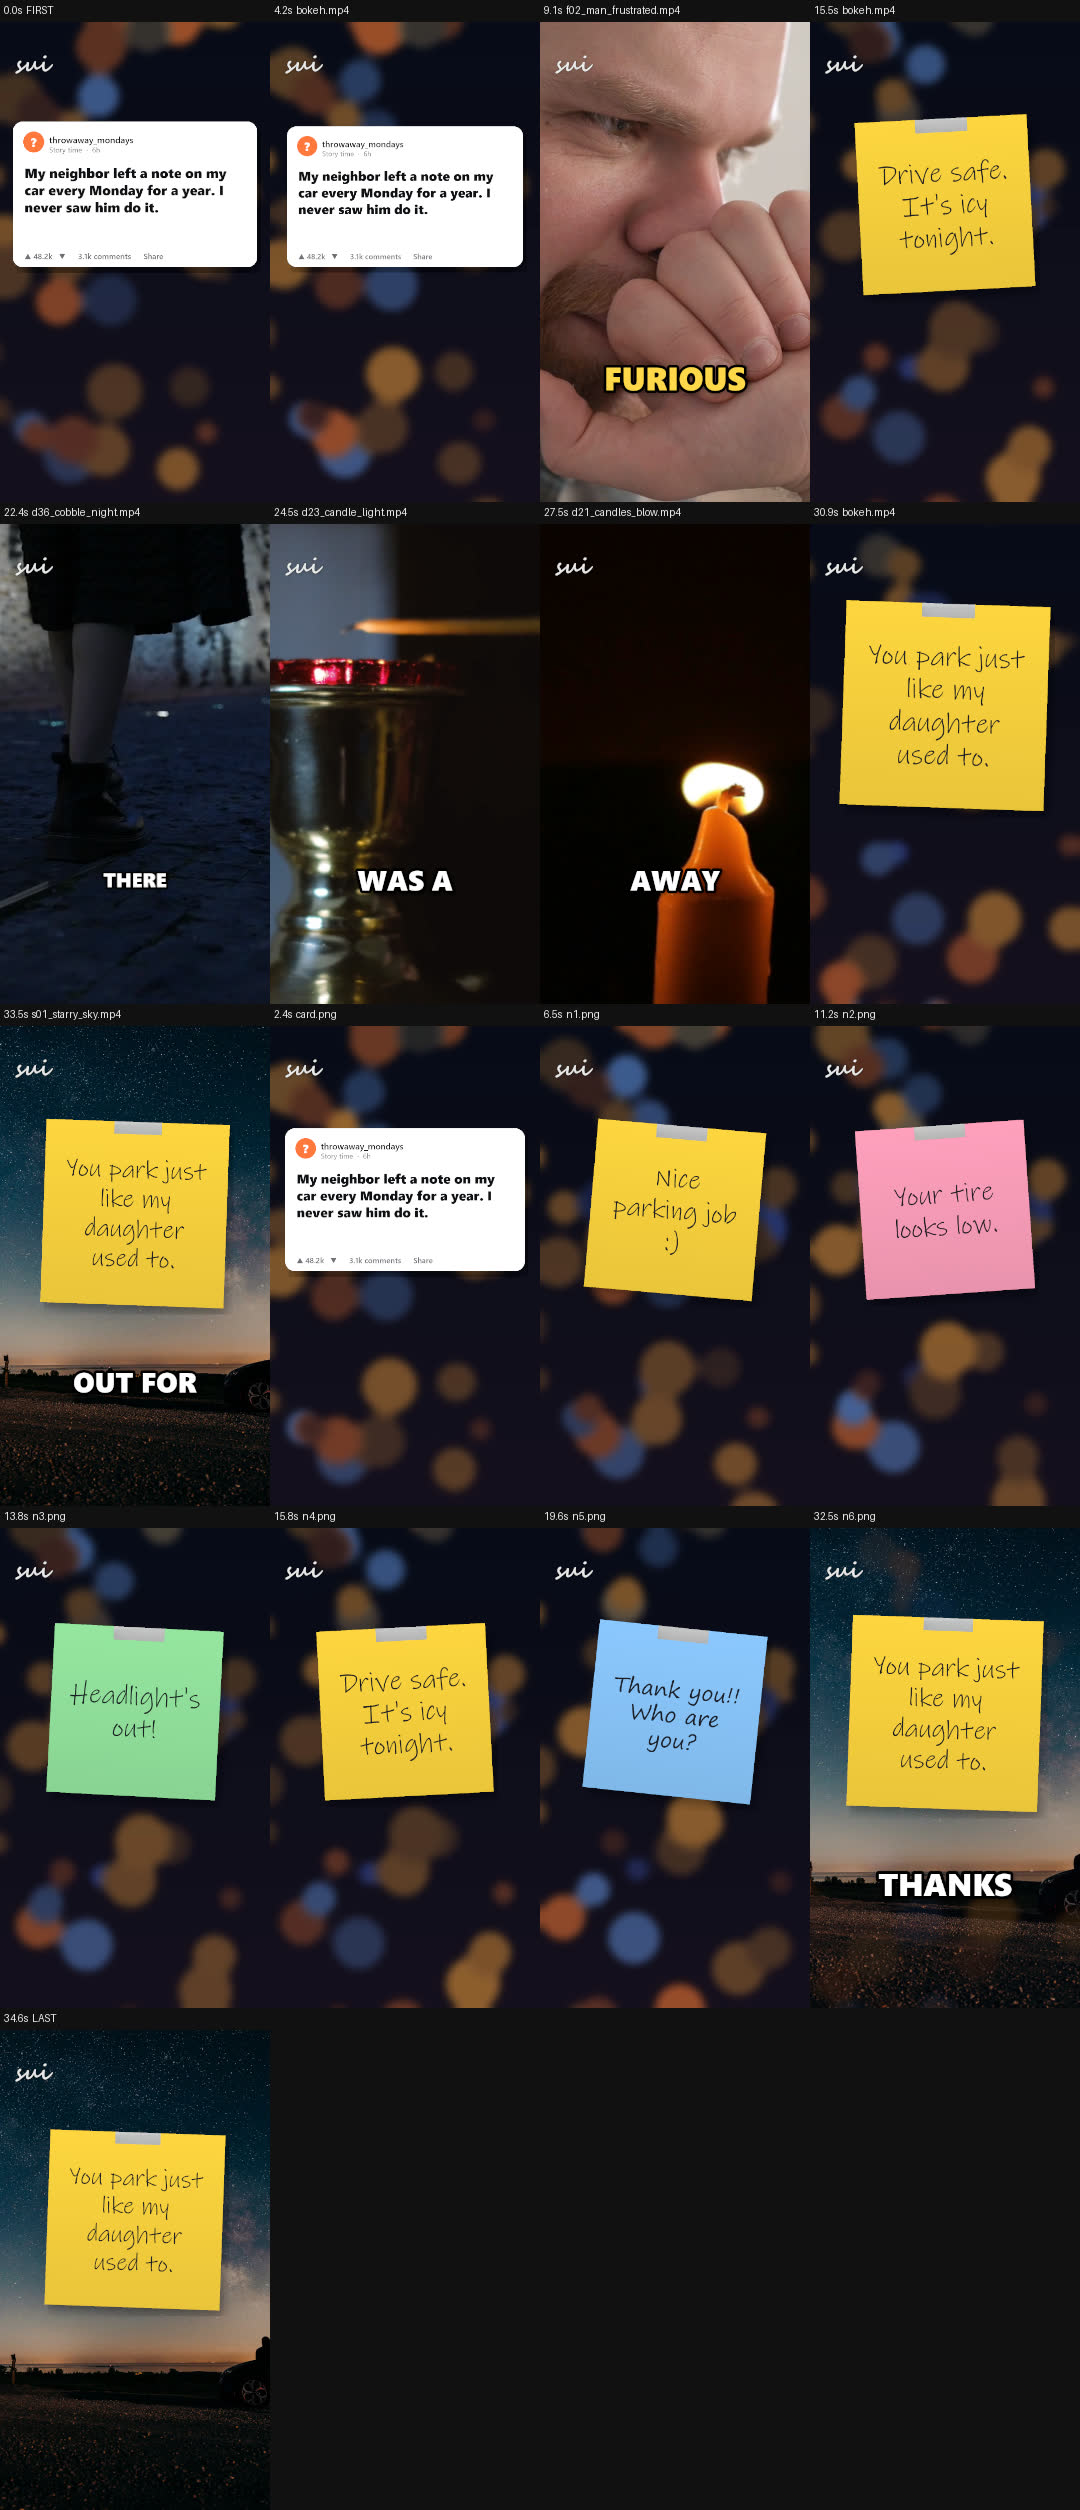 0.0s FIRST
4.2s bokeh.mp4
9.1s f02_man_frustrated.mp4
15.5s bokeh.mp4
sui
throwaway_mondays
Story time · 6h
My neighbor left a note on my
car every Monday for a year. I
never saw him do it.
▲ 48.2k ▼ 3.1k comments Share
sui
throwaway_mondays
Story time · 6h
My neighbor left a note on my
car every Monday for a year. I
never saw him do it.
▲ 48.2k ▼ 3.1k comments Share
sui
FURIOUS
sui
Drive safe.
It's icy
tonight.
22.4s d36_cobble_night.mp4
24.5s d23_candle_light.mp4
27.5s d21_candles_blow.mp4
30.9s bokeh.mp4
sui
THERE
sui
WAS A
sui
AWAY
sui
You park just
like my
daughter
used to.
33.5s s01_starry_sky.mp4
2.4s card.png
6.5s n1.png
11.2s n2.png
sui
You park just
like my
daughter
used to.
OUT FOR
sui
throwaway_mondays
Story time · 6h
My neighbor left a note on my
car every Monday for a year. I
never saw him do it.
▲ 48.2k ▼ 3.1k comments Share
sui
Nice
parking job
:)
sui
Your tire
looks low.
13.8s n3.png
15.8s n4.png
19.6s n5.png
32.5s n6.png
sui
Headlight's
out!
sui
Drive safe.
It's icy
tonight.
sui
Thank you!!
Who are
you?
sui
You park just
like my
daughter
used to.
THANKS
34.6s LAST
sui
You park just
like my
daughter
used to.